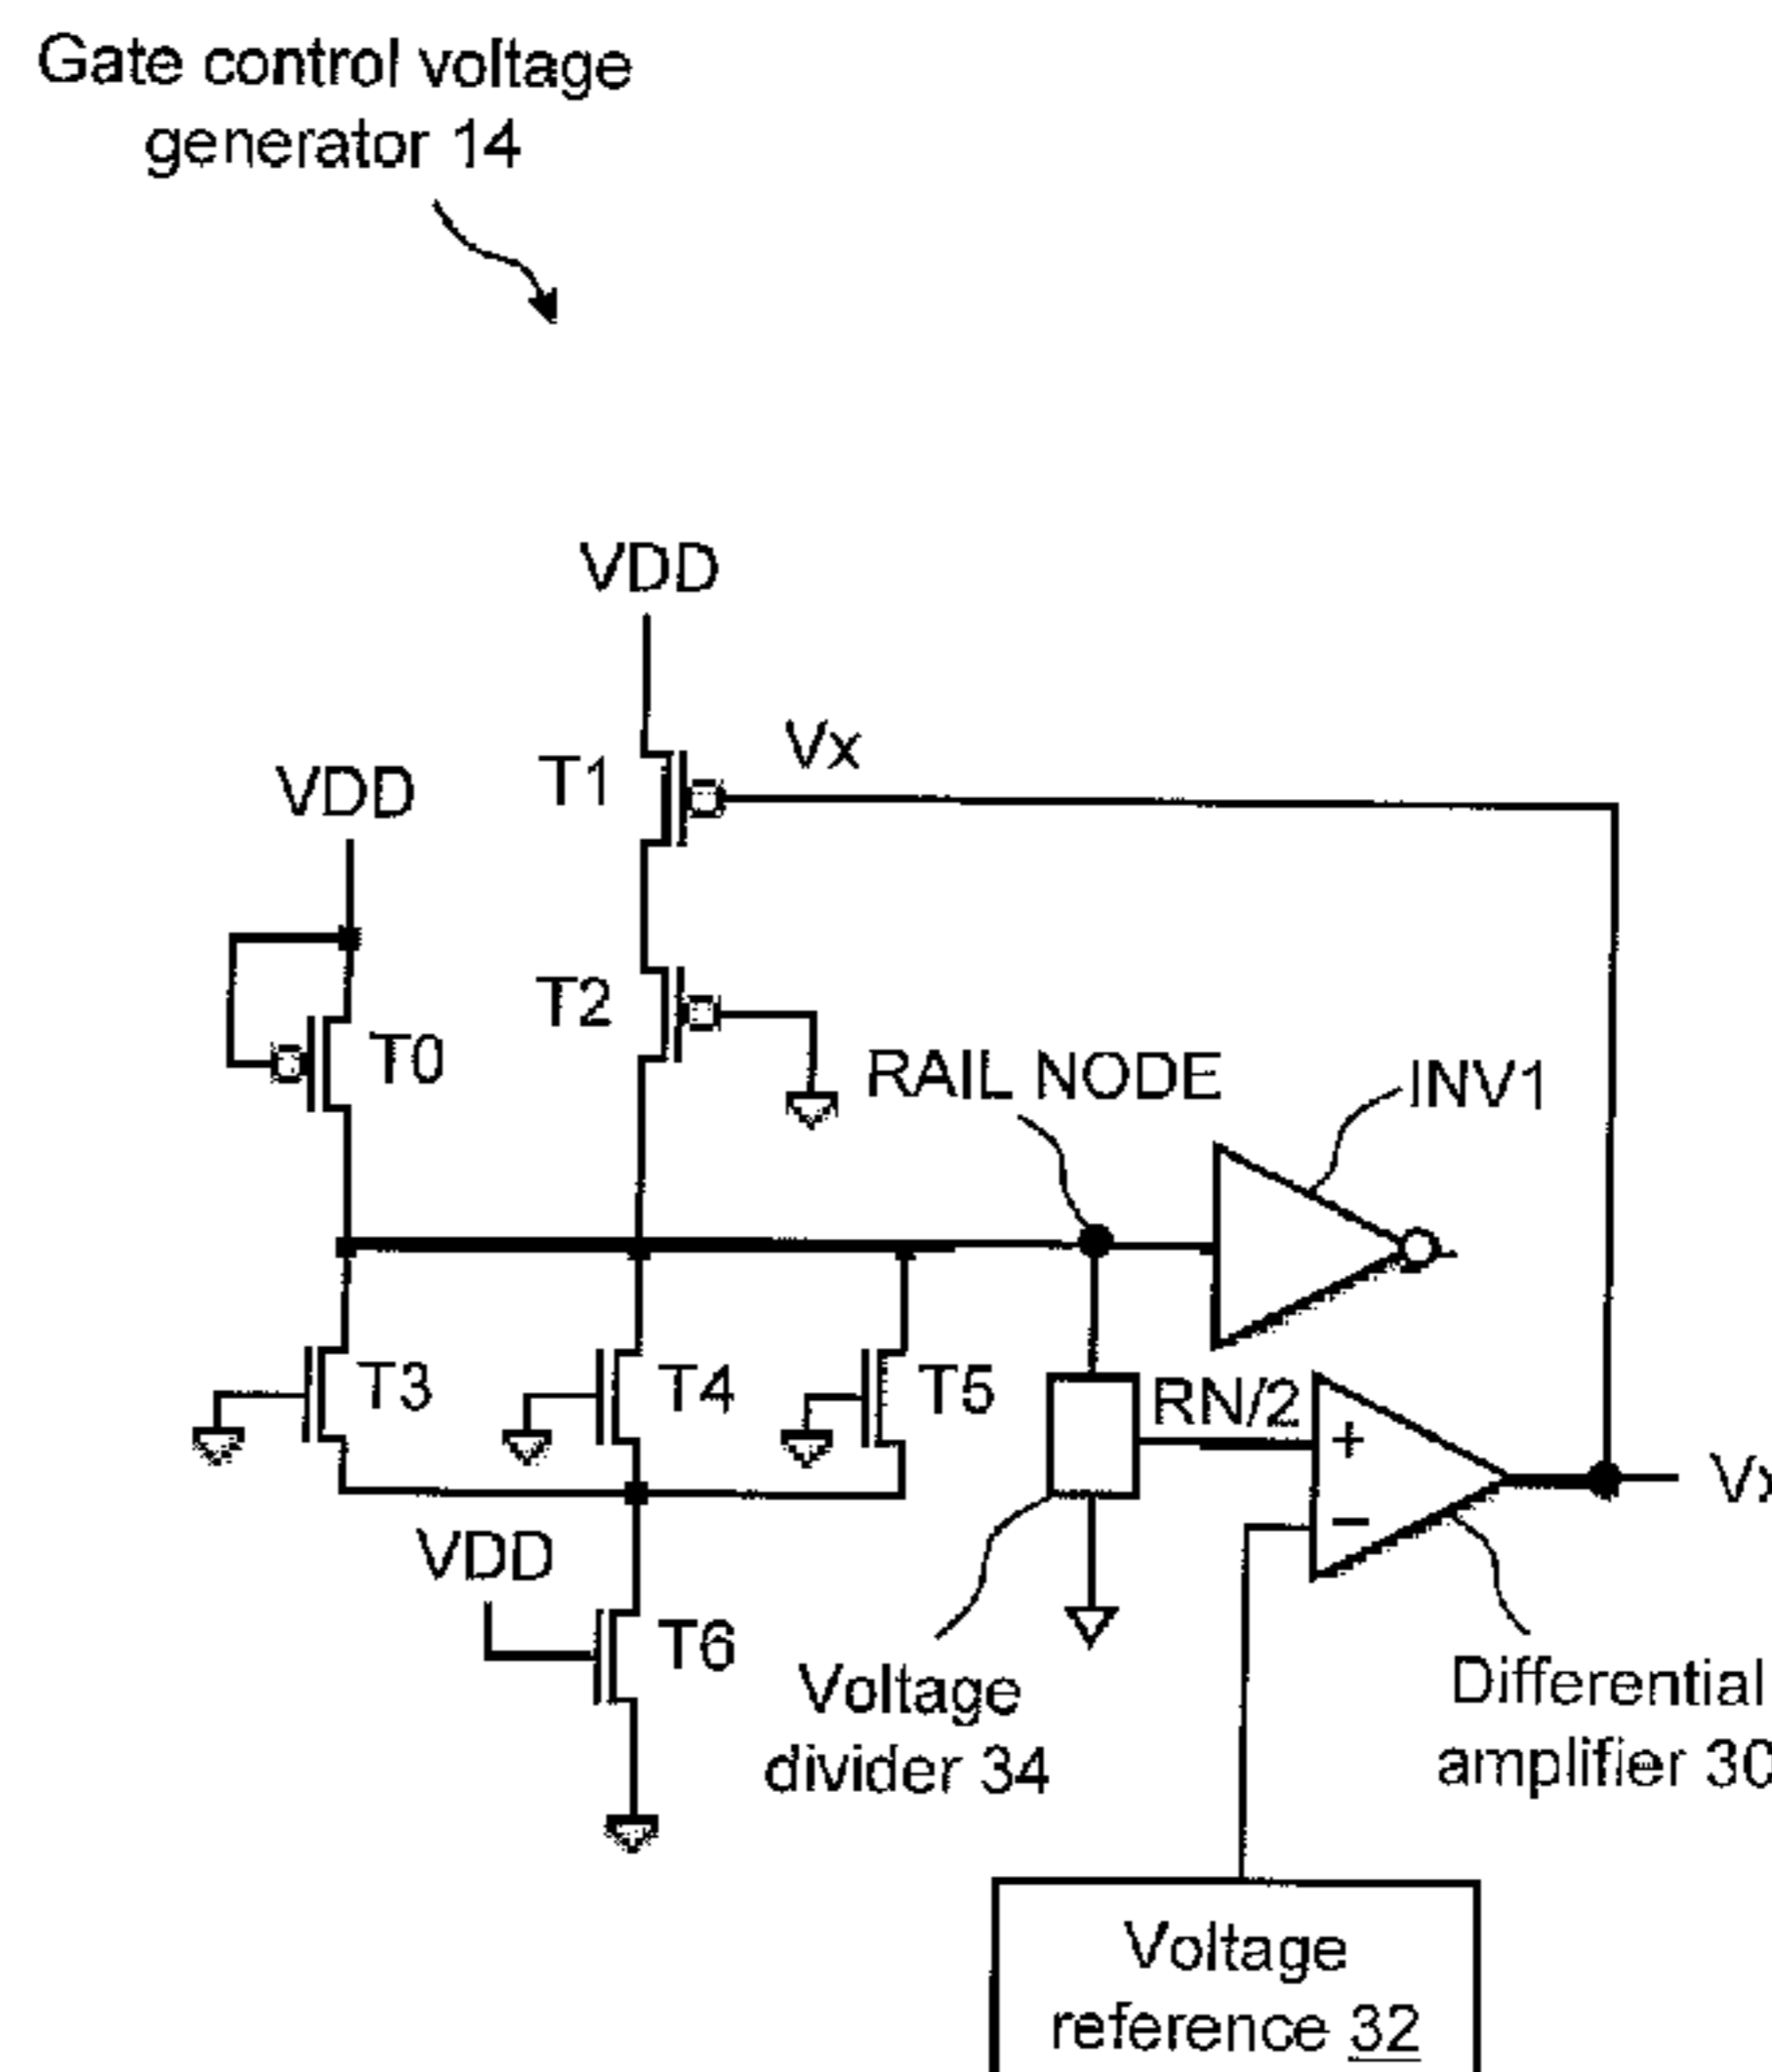 Gate control voltage
generator 14
VDD
T1
Vx
VDD
T2
T0
RAIL NODE
INV1
T3
T4
T5
RN/2
+
Vx
−
VDD
T6
Voltage
divider 34
Differential
amplifier 30
Voltage
reference 32